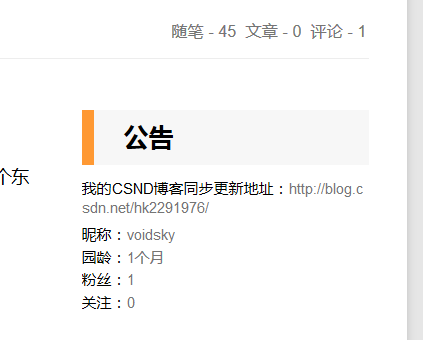 随笔 - 45 文章 - 0 评论 - 1
公告
个东
我的CSND博客同步更新地址：http://blog.c
sdn.net/hk2291976/
昵称：voidsky
园龄：1个月
粉丝：1
关注：0